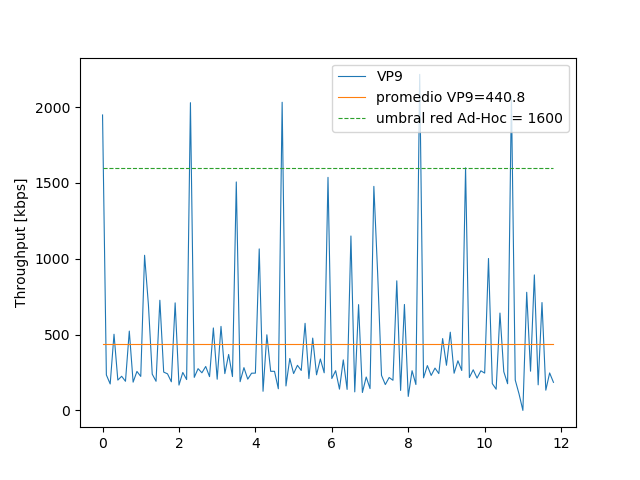 VP9
promedio VP9=440.8
umbral red Ad-Hoc = 1600
Throughput [kbps]
2000
1500
1000
500
0
0 2 4 6 8 10 12